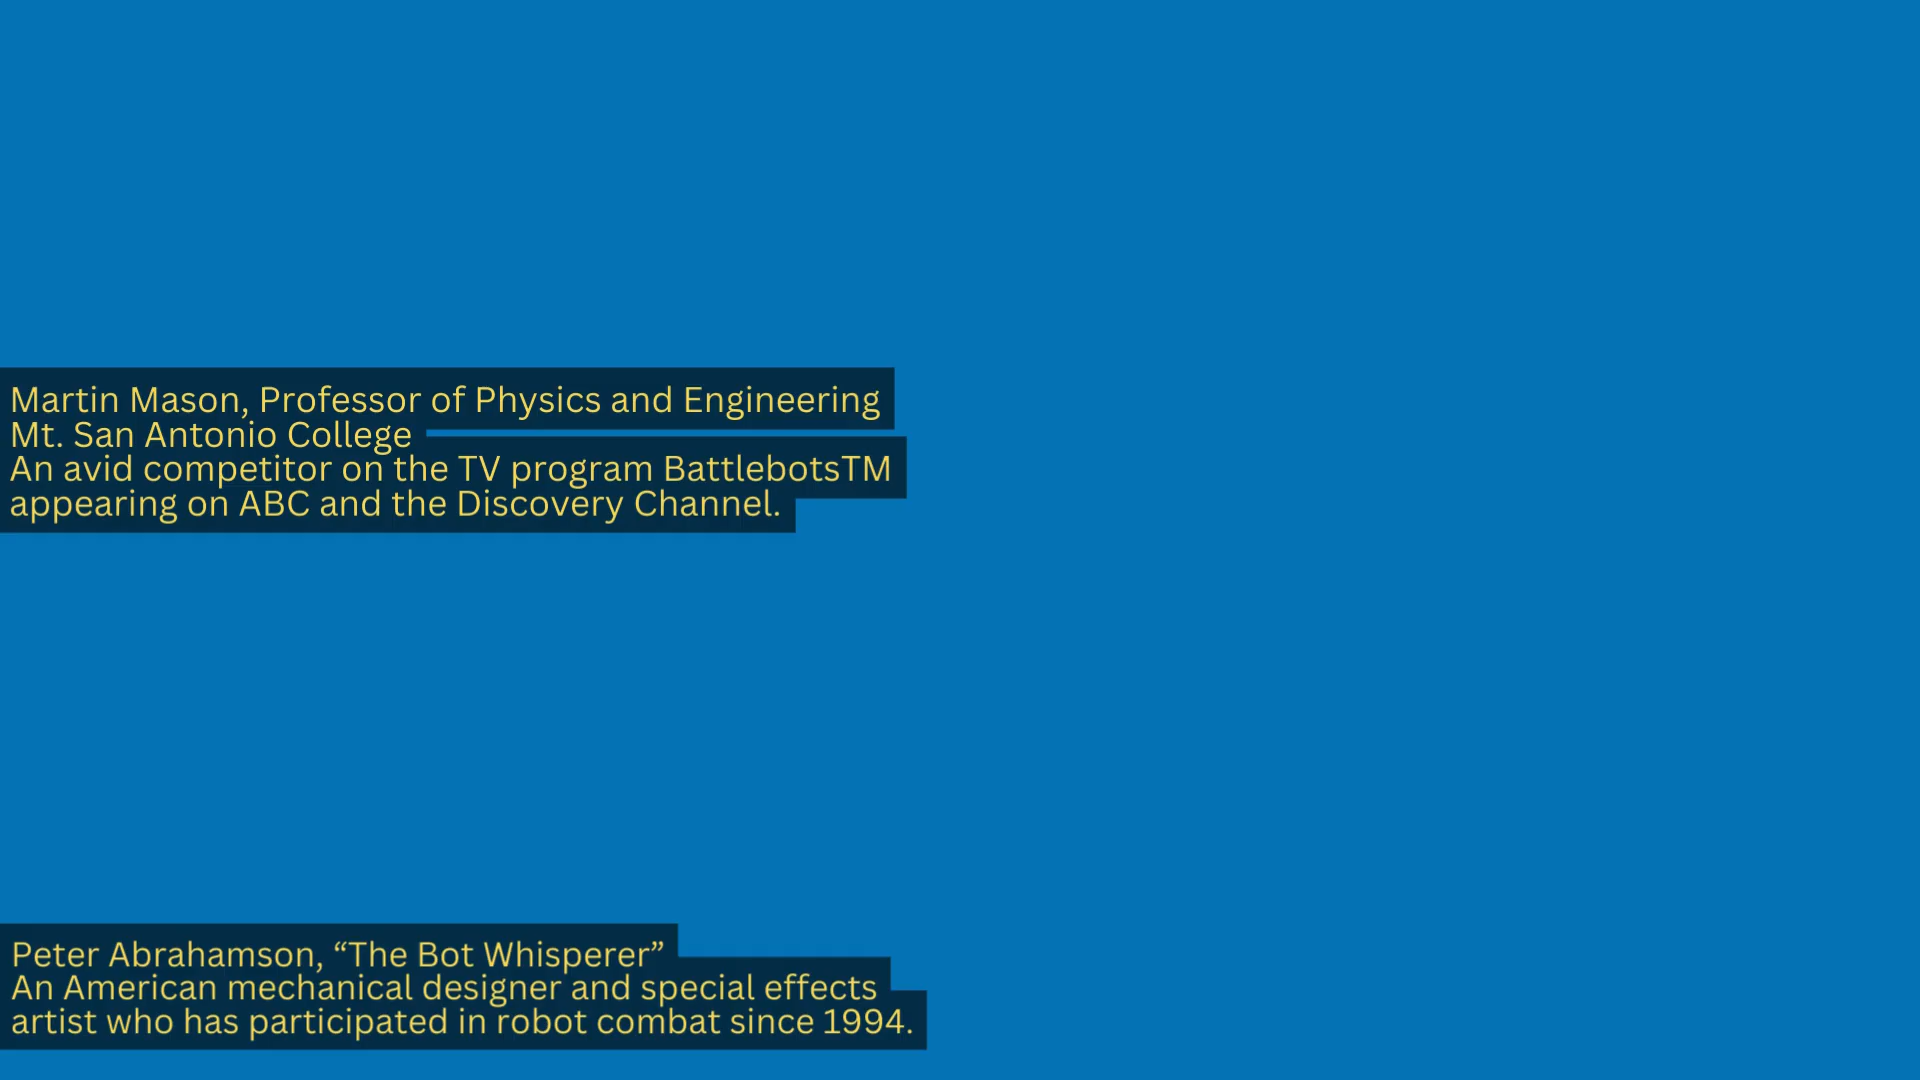 Martin Mason, Professor of Physics and Engineering
Mt. San Antonio College
An avid competitor on the TV program BattlebotsTM
appearing on ABC and the Discovery Channel.
Peter Abrahamson, “The Bot Whisperer”
An American mechanical designer and special effects
artist who has participated in robot combat since 1994.